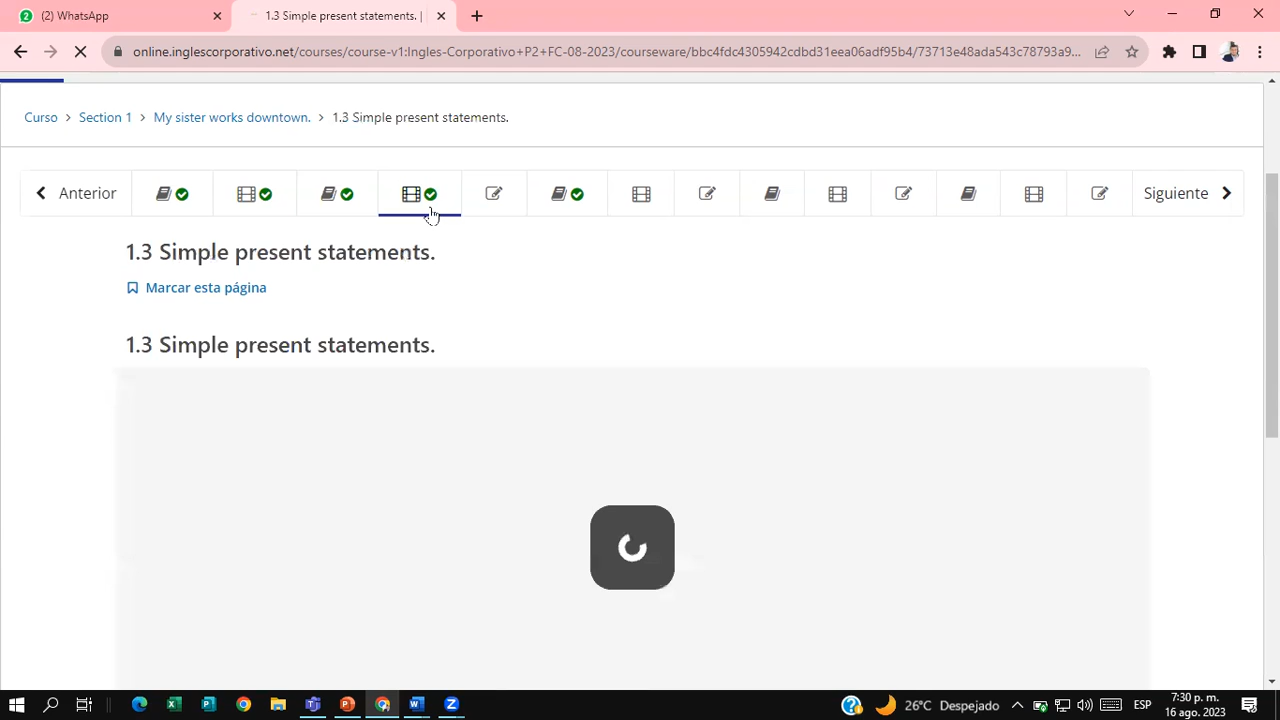 2 (2) WhatsApp
1.3 Simple present statements. |
online.inglescorporativo.net/courses/course-v1:Ingles-Corporativo+P2+FC-08-2023/courseware/bbc4fdc4305942cdbd31eea06adf95b4/73713e48ada543c78793a9...
Curso > Section 1 > My sister works downtown. > 1.3 Simple present statements.
Anterior
Siguiente
1.3 Simple present statements.
Marcar esta página
1.3 Simple present statements.
26°C Despejado
ESP
7:30 p. m.
16 ago. 2023